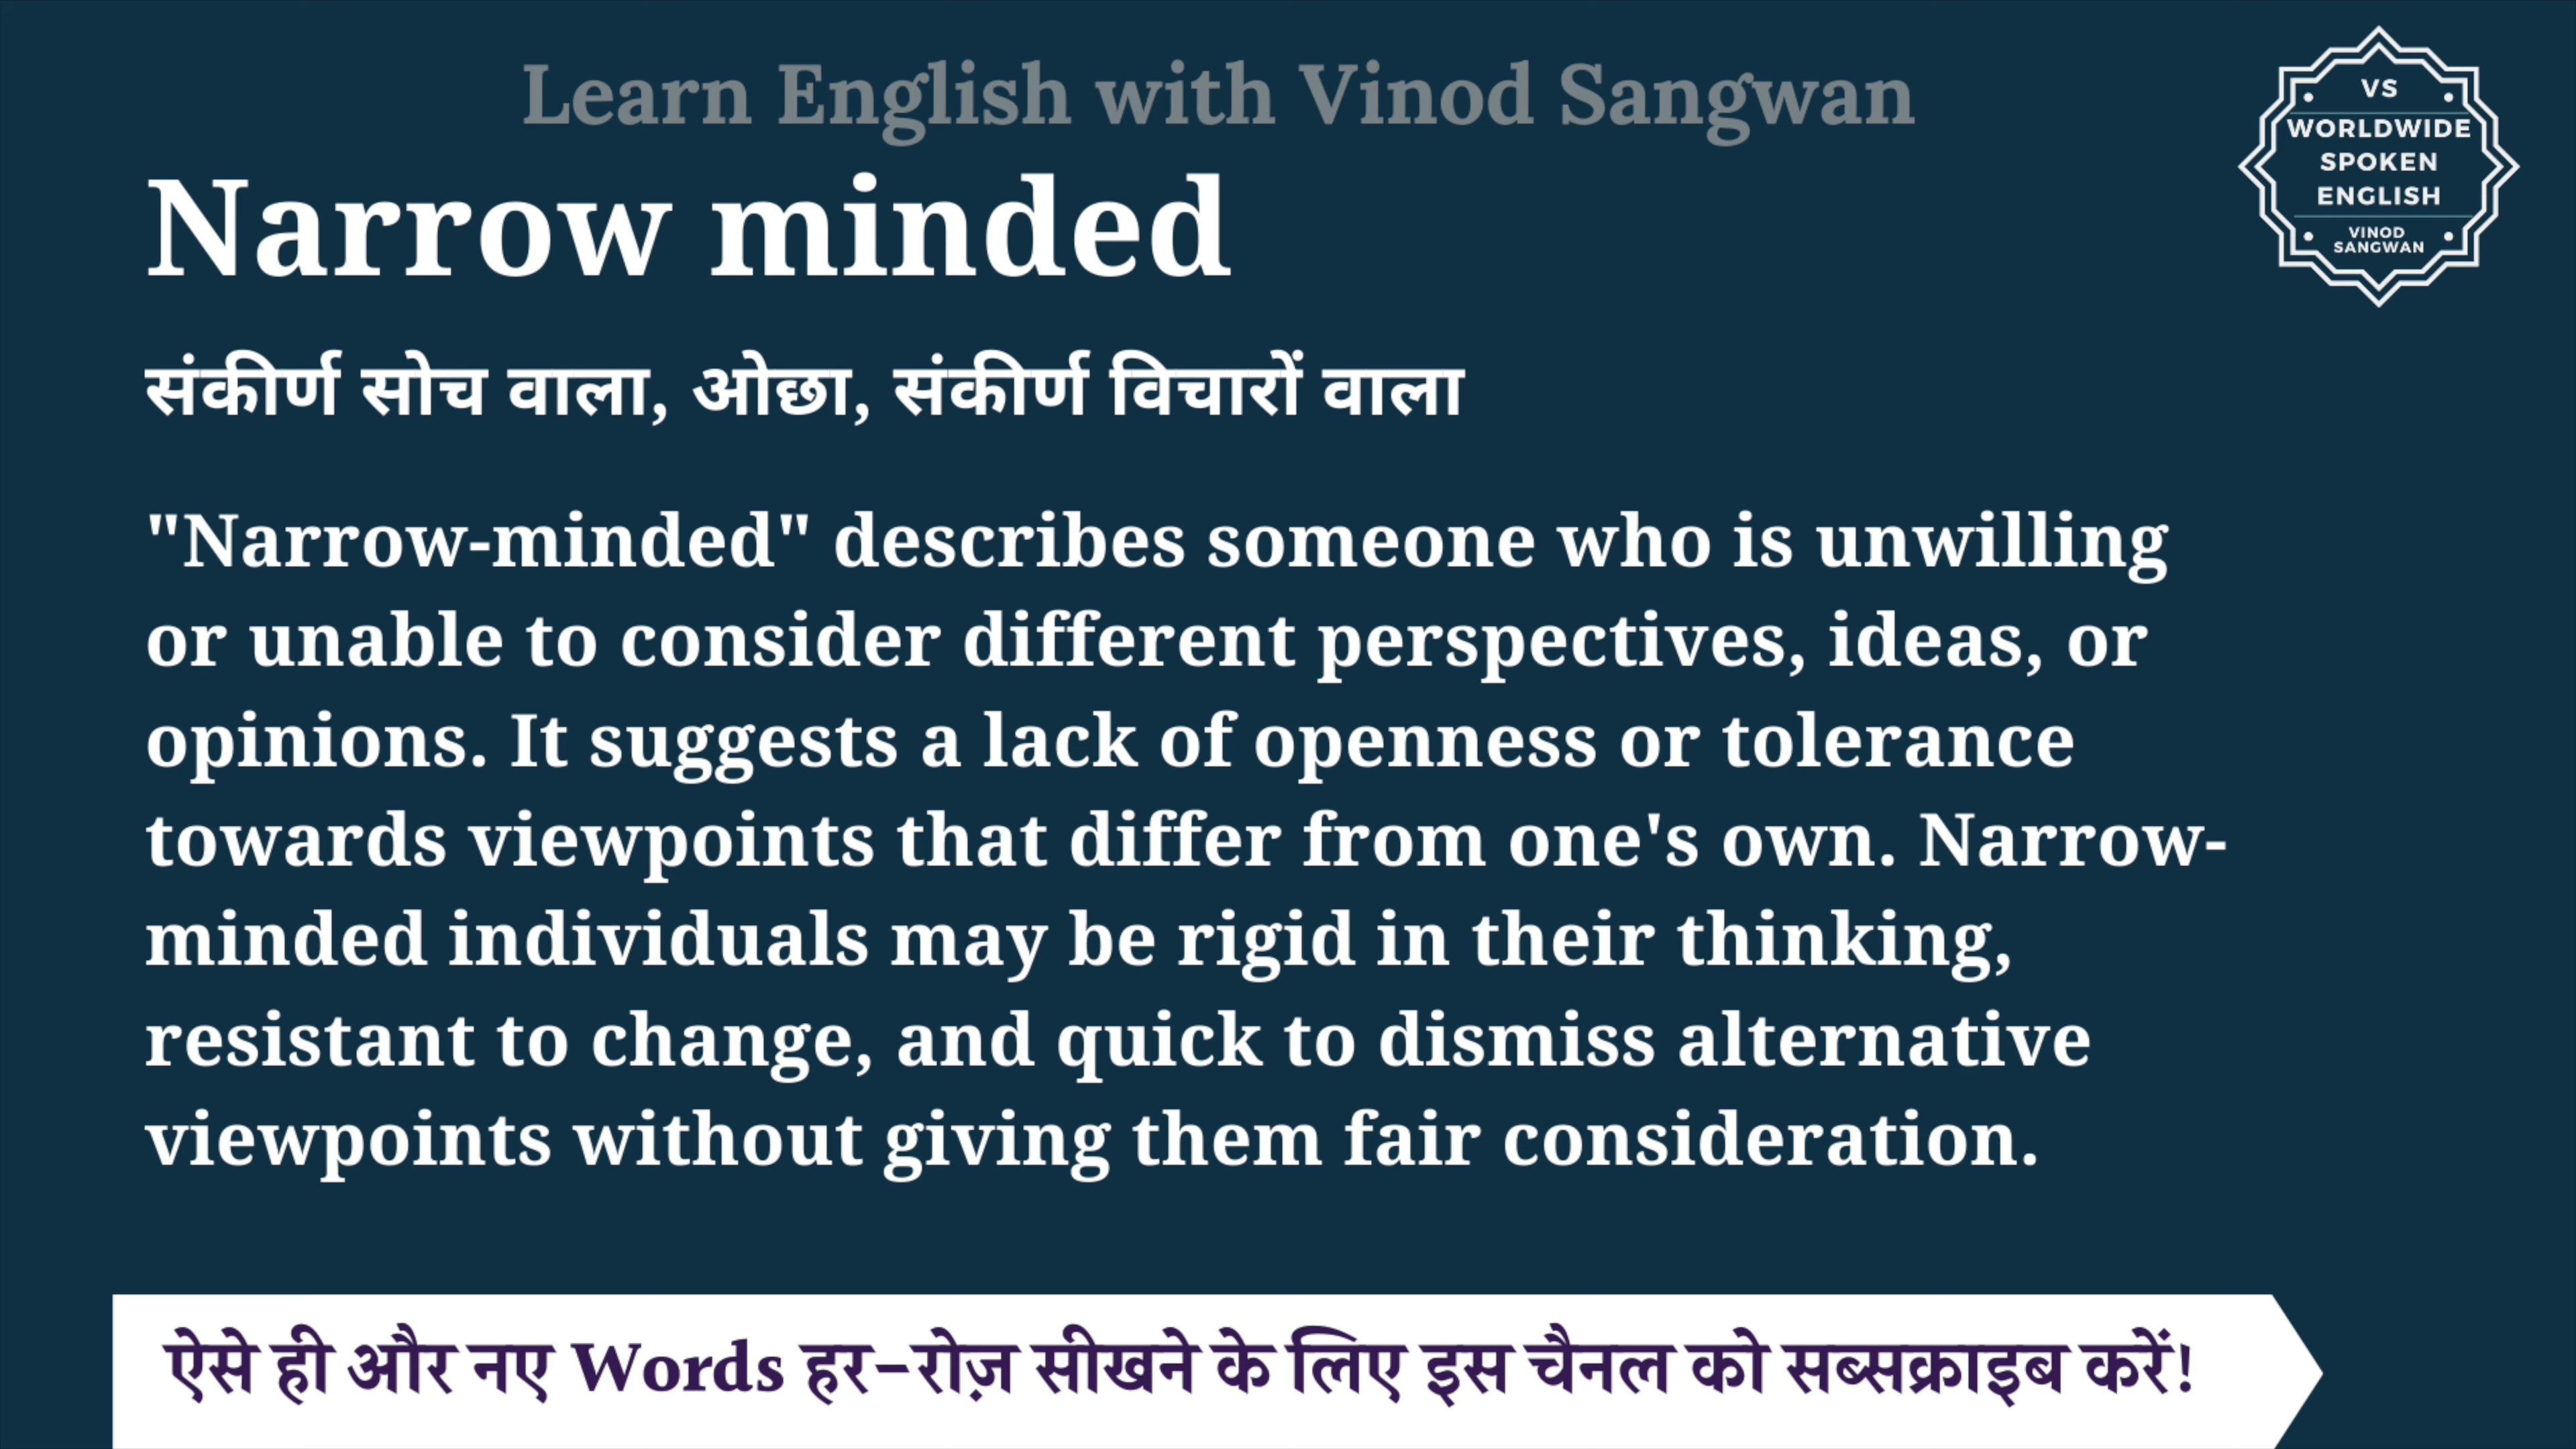 Learn English with Vinod Sangwan
VS
WORLDWIDE
SPOKEN
ENGLISH
VINOD
SANGWAN
Narrow minded
संकीर्ण सोच वाला, ओछा, संकीर्ण विचारों वाला
"Narrow-minded" describes someone who is unwilling
or unable to consider different perspectives, ideas, or
opinions. It suggests a lack of openness or tolerance
towards viewpoints that differ from one's own. Narrow-
minded individuals may be rigid in their thinking,
resistant to change, and quick to dismiss alternative
viewpoints without giving them fair consideration.
ऐसे ही और नए Words हर-रोज़ सीखने के लिए इस चैनल को सब्सक्राइब करें!